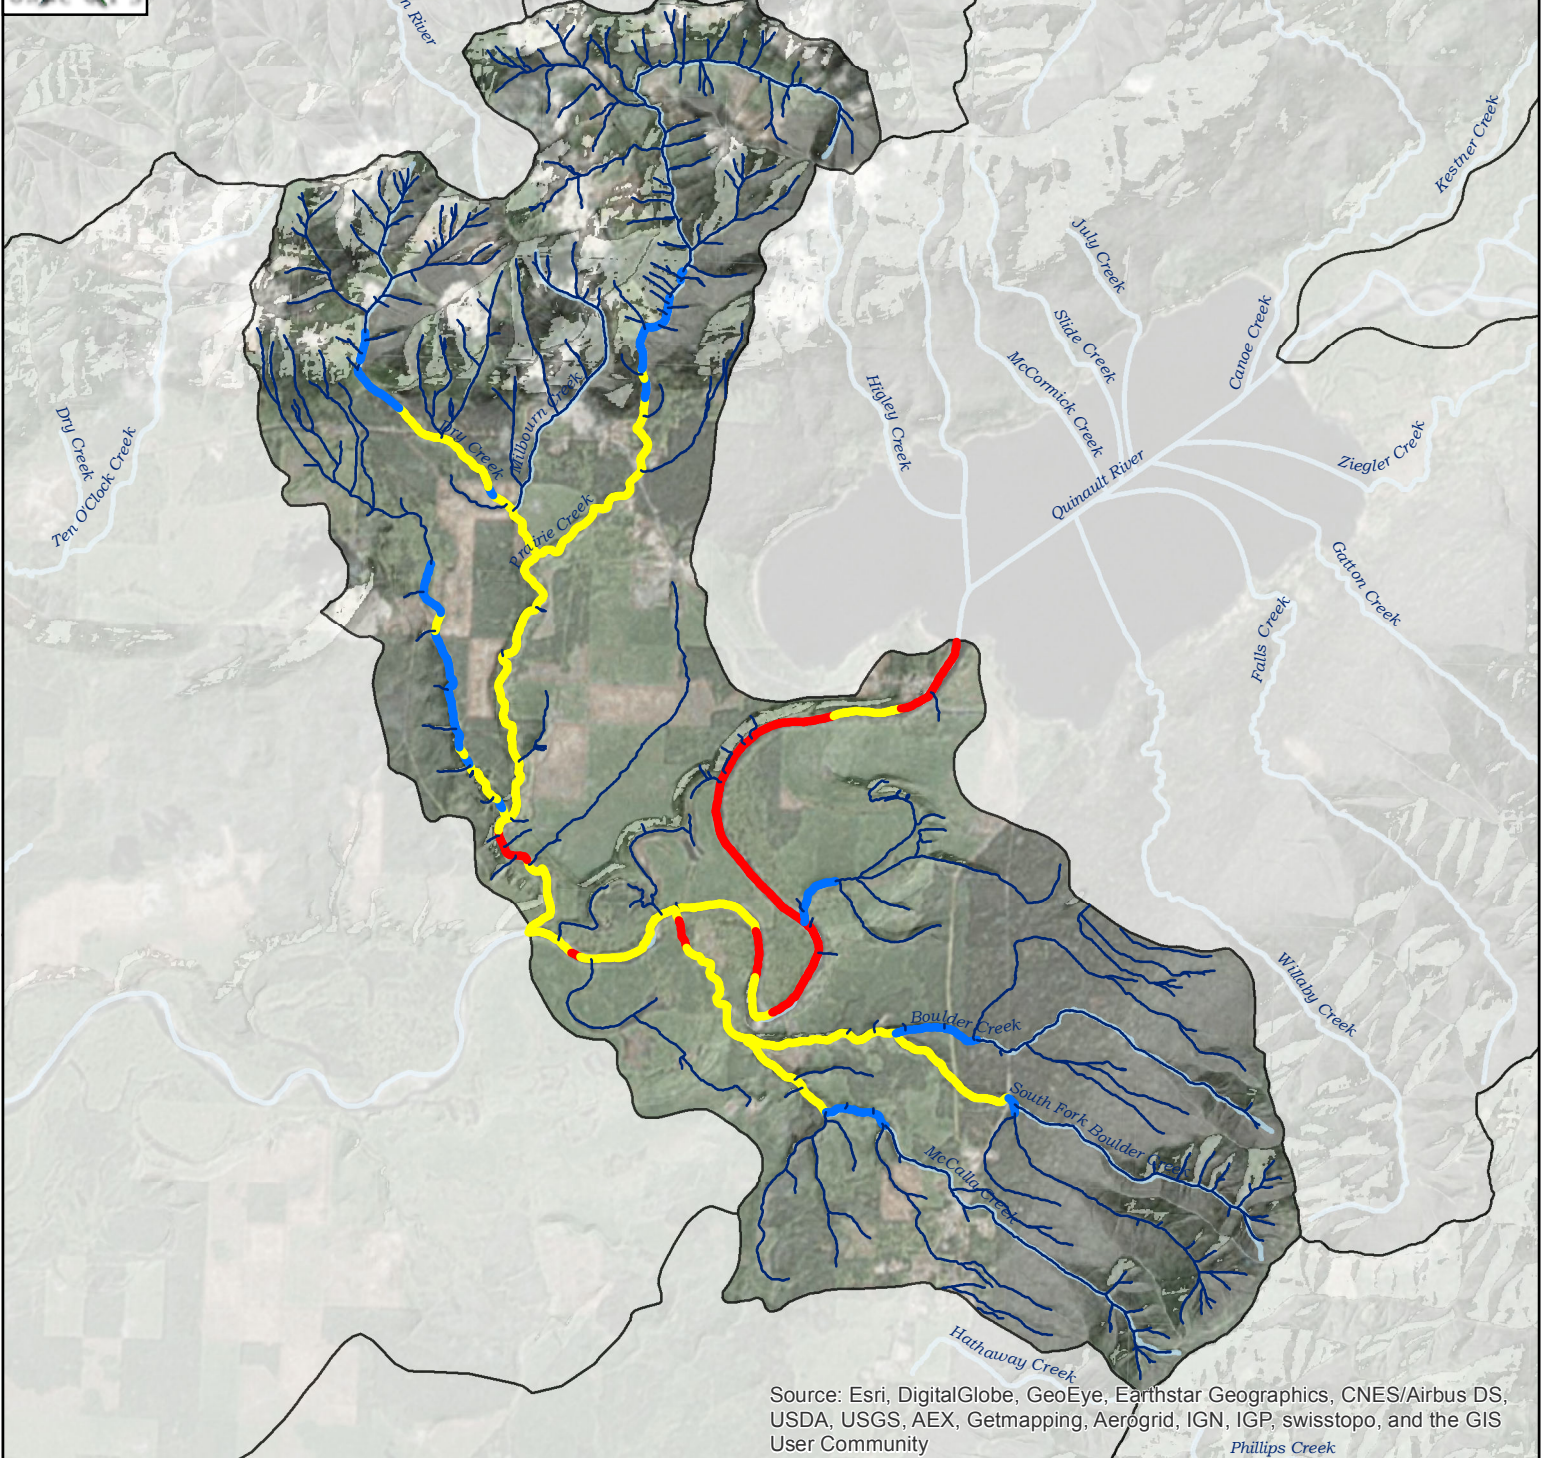 n River
Kestner Creek
July Creek
Slide Creek
Canoe Creek
McCormick Creek
Higley Creek
Dry Creek
Ten O'Clock Creek
Dry Creek
Milbourn Creek
Prairie Creek
Quinault River
Ziegler Creek
Gatton Creek
Falls Creek
Willaby Creek
Boulder Creek
South Fork Boulder Creek
McCalla Creek
Hathaway Creek
Source: Esri, DigitalGlobe, GeoEye, Earthstar Geographics, CNES/Airbus DS,
USDA, USGS, AEX, Getmapping, Aerogrid, IGN, IGP, swisstopo, and the GIS
User Community
Phillips Creek